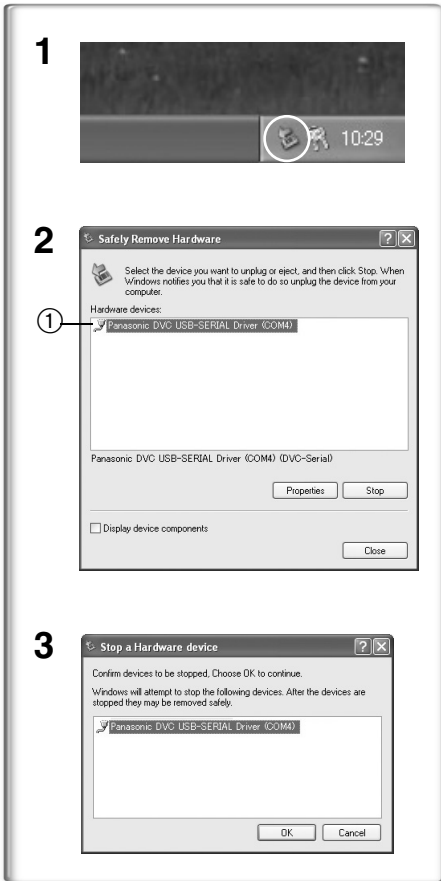 1
10:29
2
Safely Remove Hardware
Select the device you want to unplug or eject, and then click Stop. When
Windows notifies you that it is safe to do so unplug the device from your
computer.
Hardware devices:
① Panasonic DVC USB-SERIAL Driver (COM4)
Panasonic DVC USB-SERIAL Driver (COM4) (DVC-Serial)
Properties Stop
Display device components
Close
3
Stop a Hardware device
Confirm devices to be stopped, Choose OK to continue.
Windows will attempt to stop the following devices. After the devices are
stopped they may be removed safely.
Panasonic DVC USB-SERIAL Driver (COM4)
OK Cancel